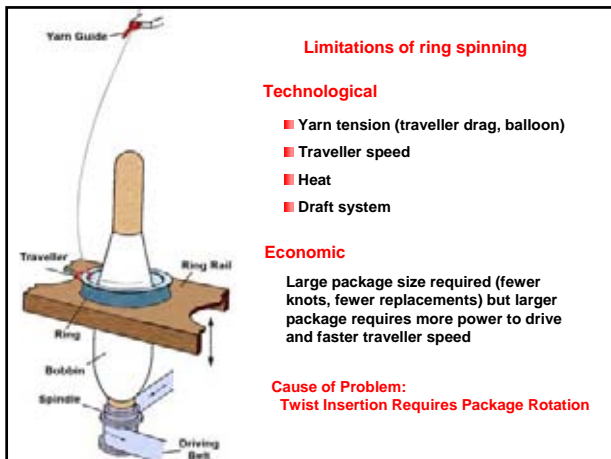 Yarn Guide
Traveller
Ring Rail
Ring
Bobbin
Spindle
Driving
Belt
Limitations of ring spinning
Technological
Yarn tension (traveller drag, balloon)
Traveller speed
Heat
Draft system
Economic
Large package size required (fewer
knots, fewer replacements) but larger
package requires more power to drive
and faster traveller speed
Cause of Problem:
Twist Insertion Requires Package Rotation